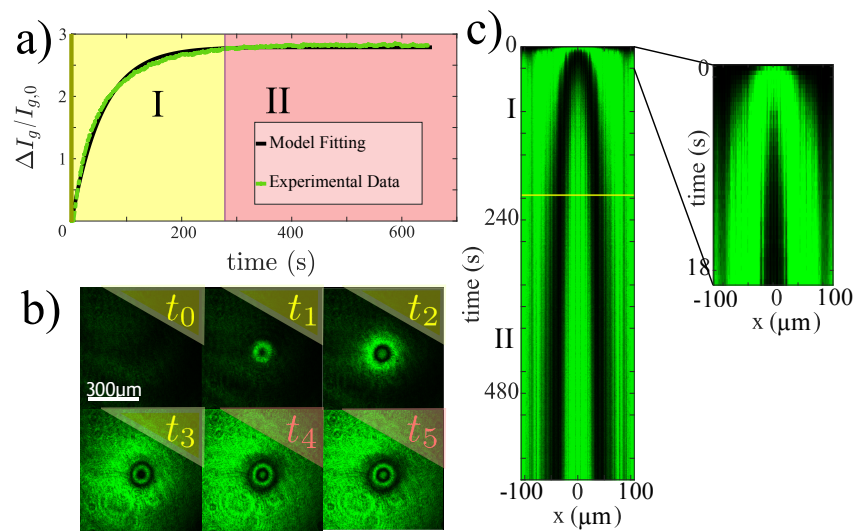 a)
3
2
1
0
ΔI_g/I_{g,0}
I
II
Model Fitting
Experimental Data
0
200
400
600
time (s)
b)
t_0
t_1
t_2
300µm
t_3
t_4
t_5
c)
0
I
240
II
480
time (s)
-100
0
100
x (µm)
0
time (s)
18
-100
0
100
x (µm)